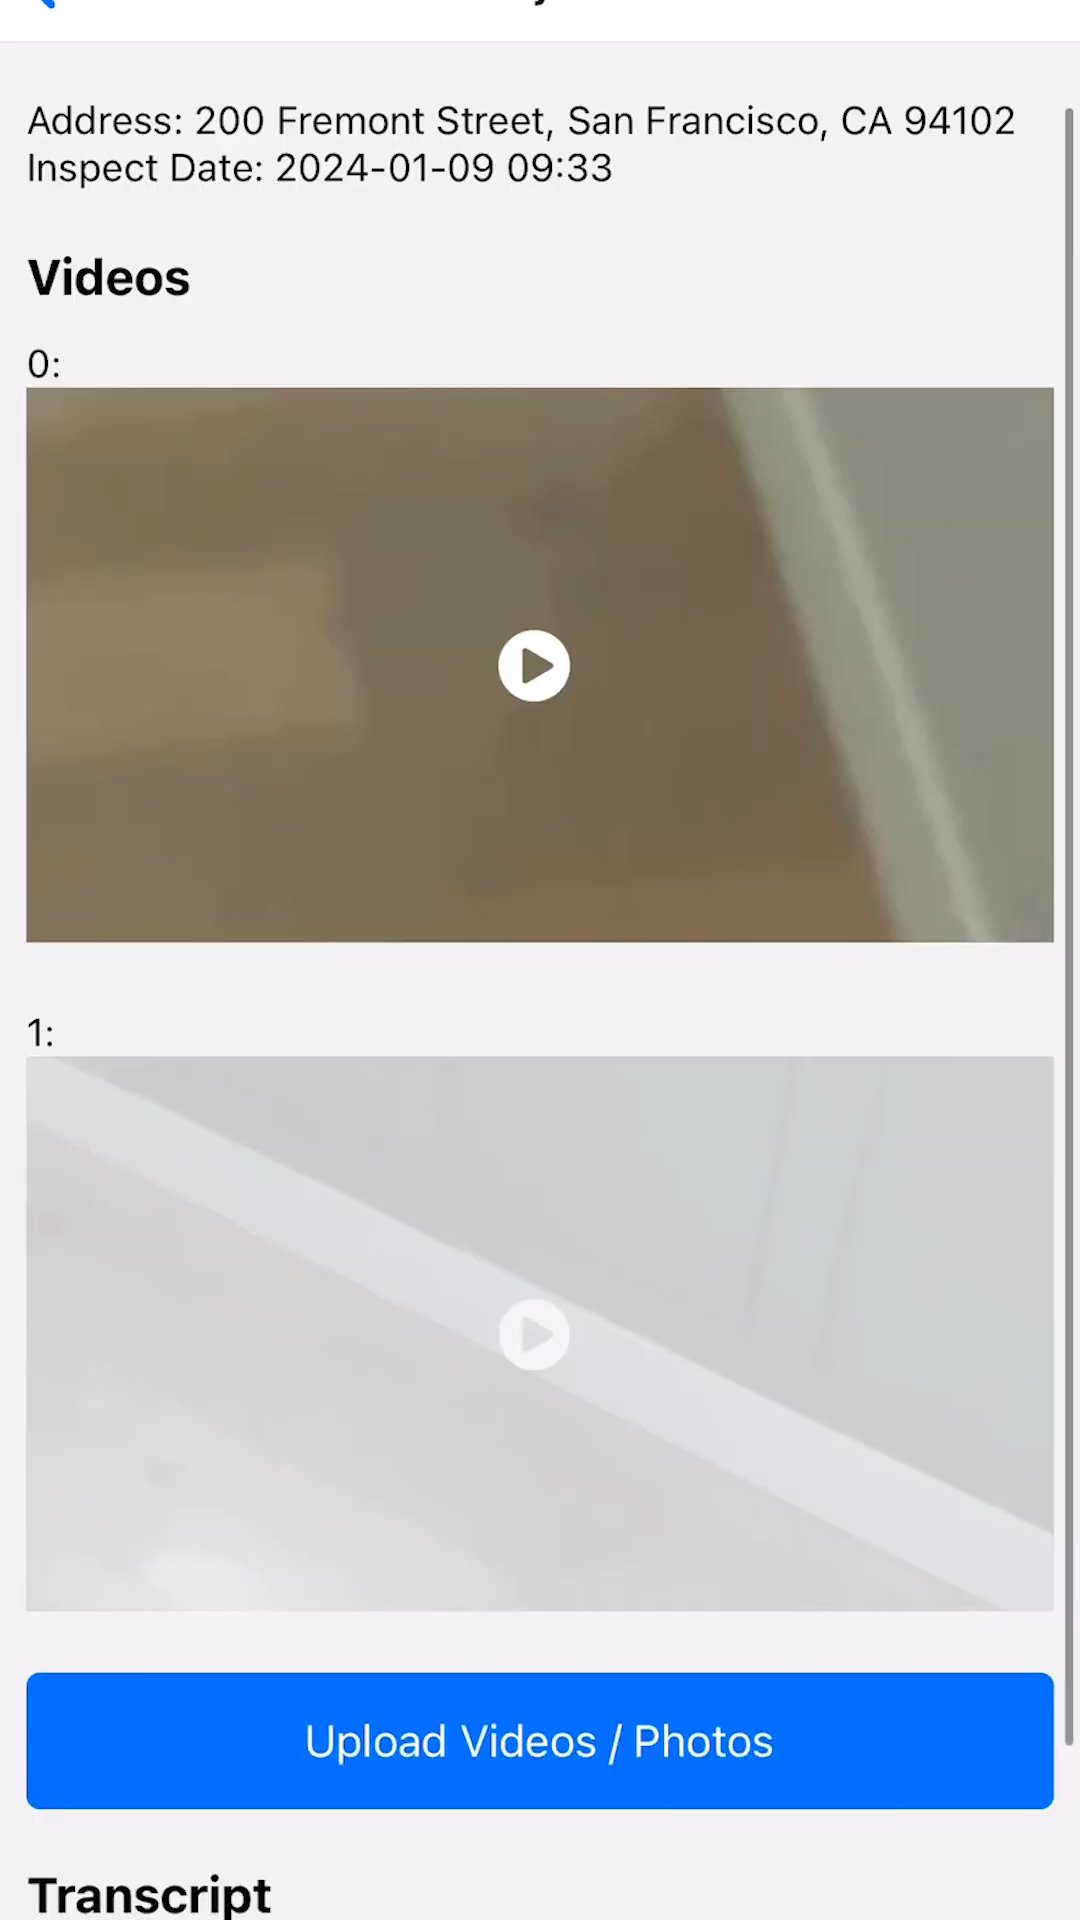 Address: 200 Fremont Street, San Francisco, CA 94102
Inspect Date: 2024-01-09 09:33
Videos
0:
1:
Upload Videos / Photos
Transcript